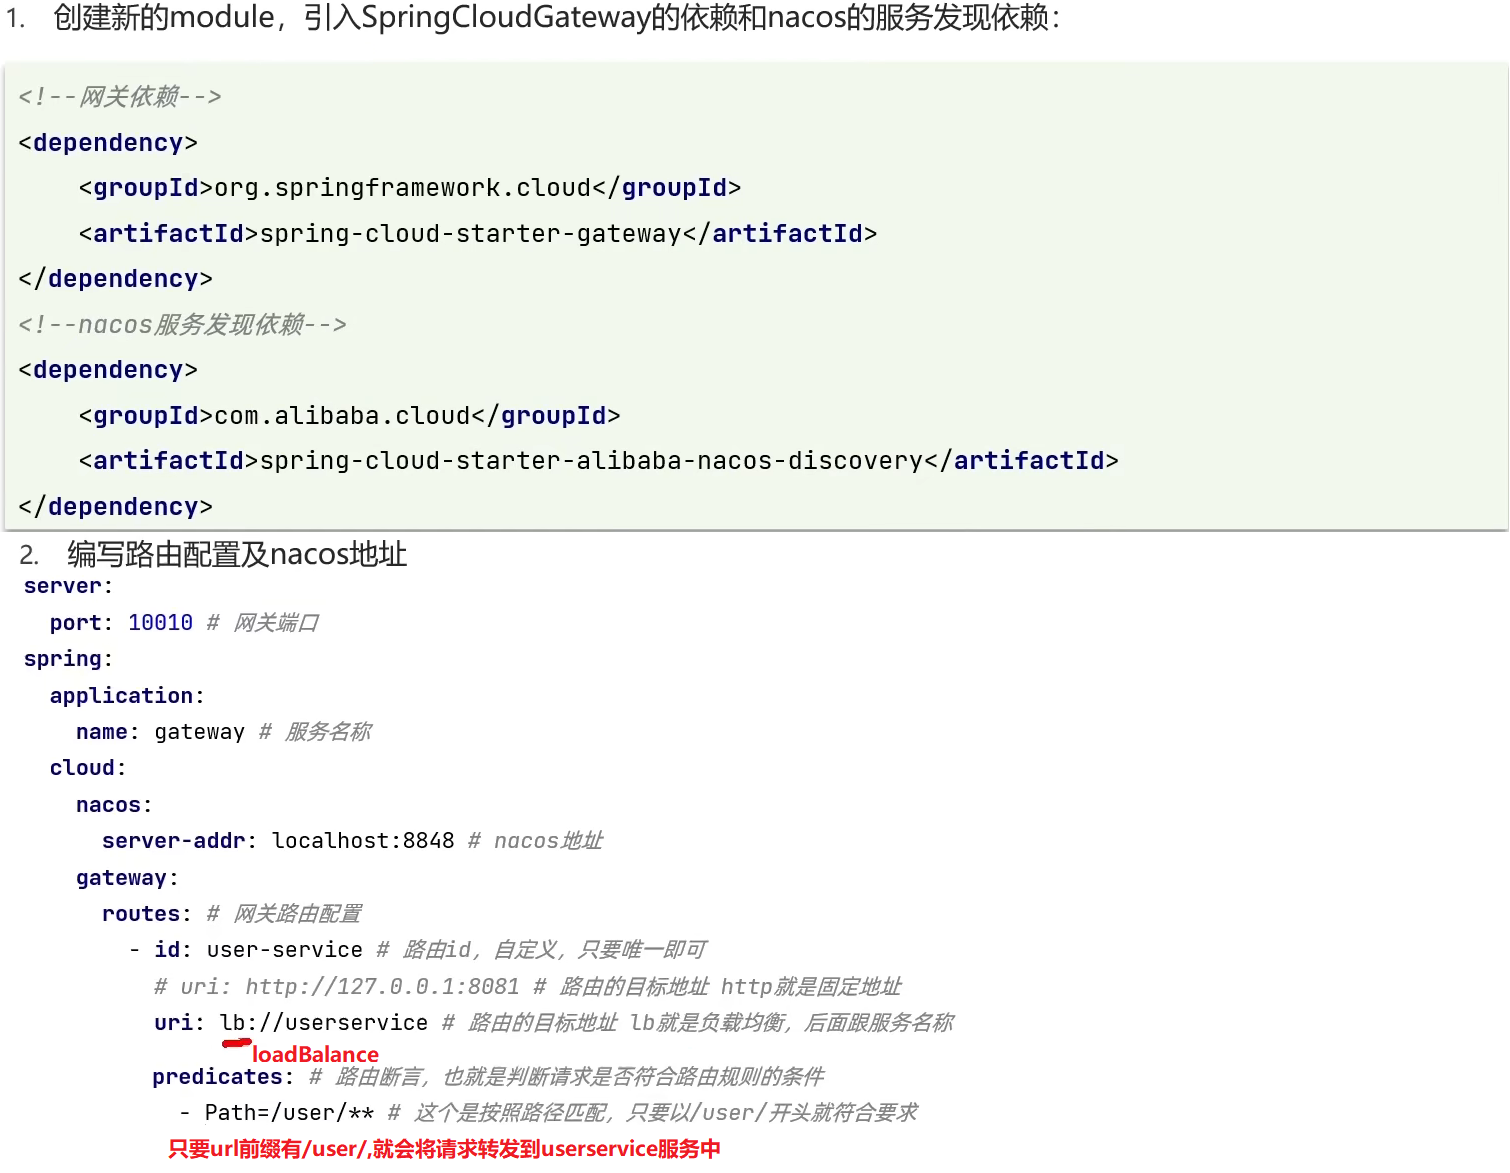 1. 创建新的module，引入SpringCloudGateway的依赖和nacos的服务发现依赖：
<!--网关依赖-->
<dependency>
    <groupId>org.springframework.cloud</groupId>
    <artifactId>spring-cloud-starter-gateway</artifactId>
</dependency>
<!--nacos服务发现依赖-->
<dependency>
    <groupId>com.alibaba.cloud</groupId>
    <artifactId>spring-cloud-starter-alibaba-nacos-discovery</artifactId>
</dependency>
2. 编写路由配置及nacos地址
server:
  port: 10010 # 网关端口
spring:
  application:
    name: gateway # 服务名称
  cloud:
    nacos:
      server-addr: localhost:8848 # nacos地址
    gateway:
      routes: # 网关路由配置
        - id: user-service # 路由id，自定义，只要唯一即可
          # uri: http://127.0.0.1:8081 # 路由的目标地址 http就是固定地址
          uri: lb://userservice # 路由的目标地址 lb就是负载均衡，后面跟服务名称
loadBalance
          predicates: # 路由断言，也就是判断请求是否符合路由规则的条件
            - Path=/user/** # 这个是按照路径匹配，只要以/user/开头就符合要求
只要url前缀有/user/,就会将请求转发到userservice服务中